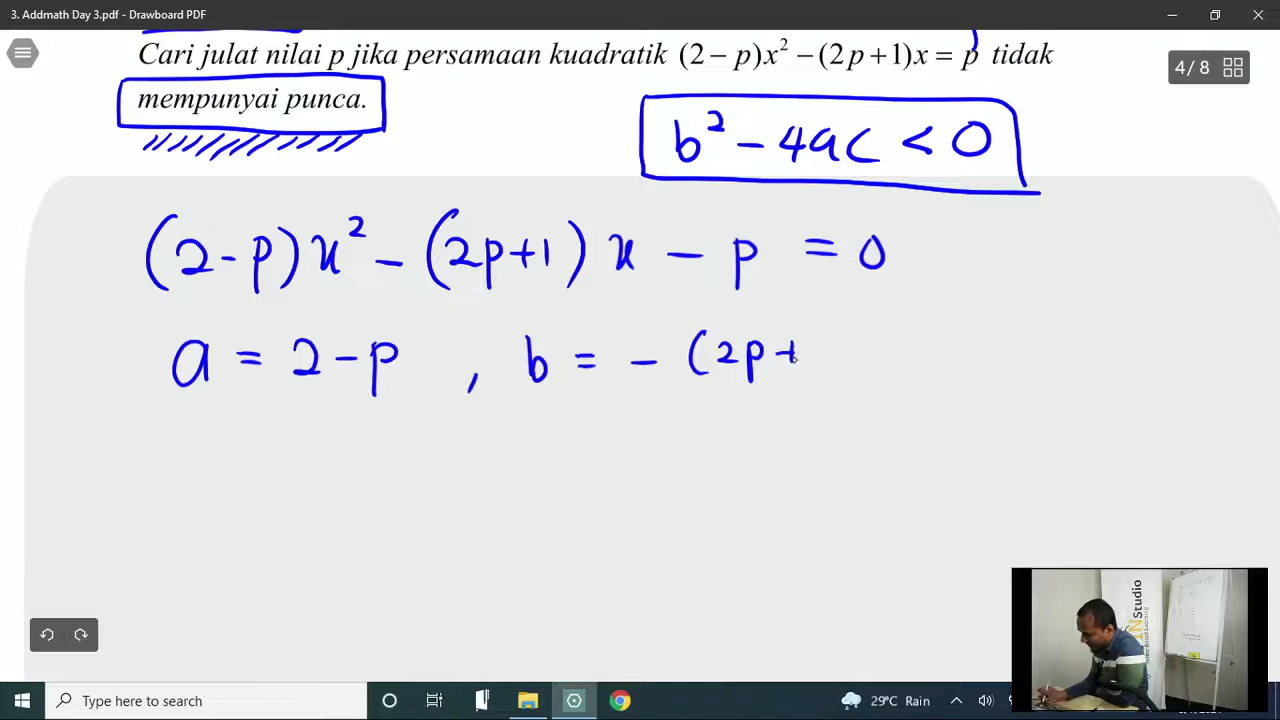 3. Addmath Day 3.pdf - Drawboard PDF
Cari julat nilai p jika persamaan kuadratik (2 − p)x² − (2p + 1)x = p tidak
mempunyai punca.
4 / 8
b² − 4ac < 0
(2 - p)x² − (2p+1)x − p = 0
a = 2 − p , b = − (2p +
IN Studio
Type here to search
29°C Rain